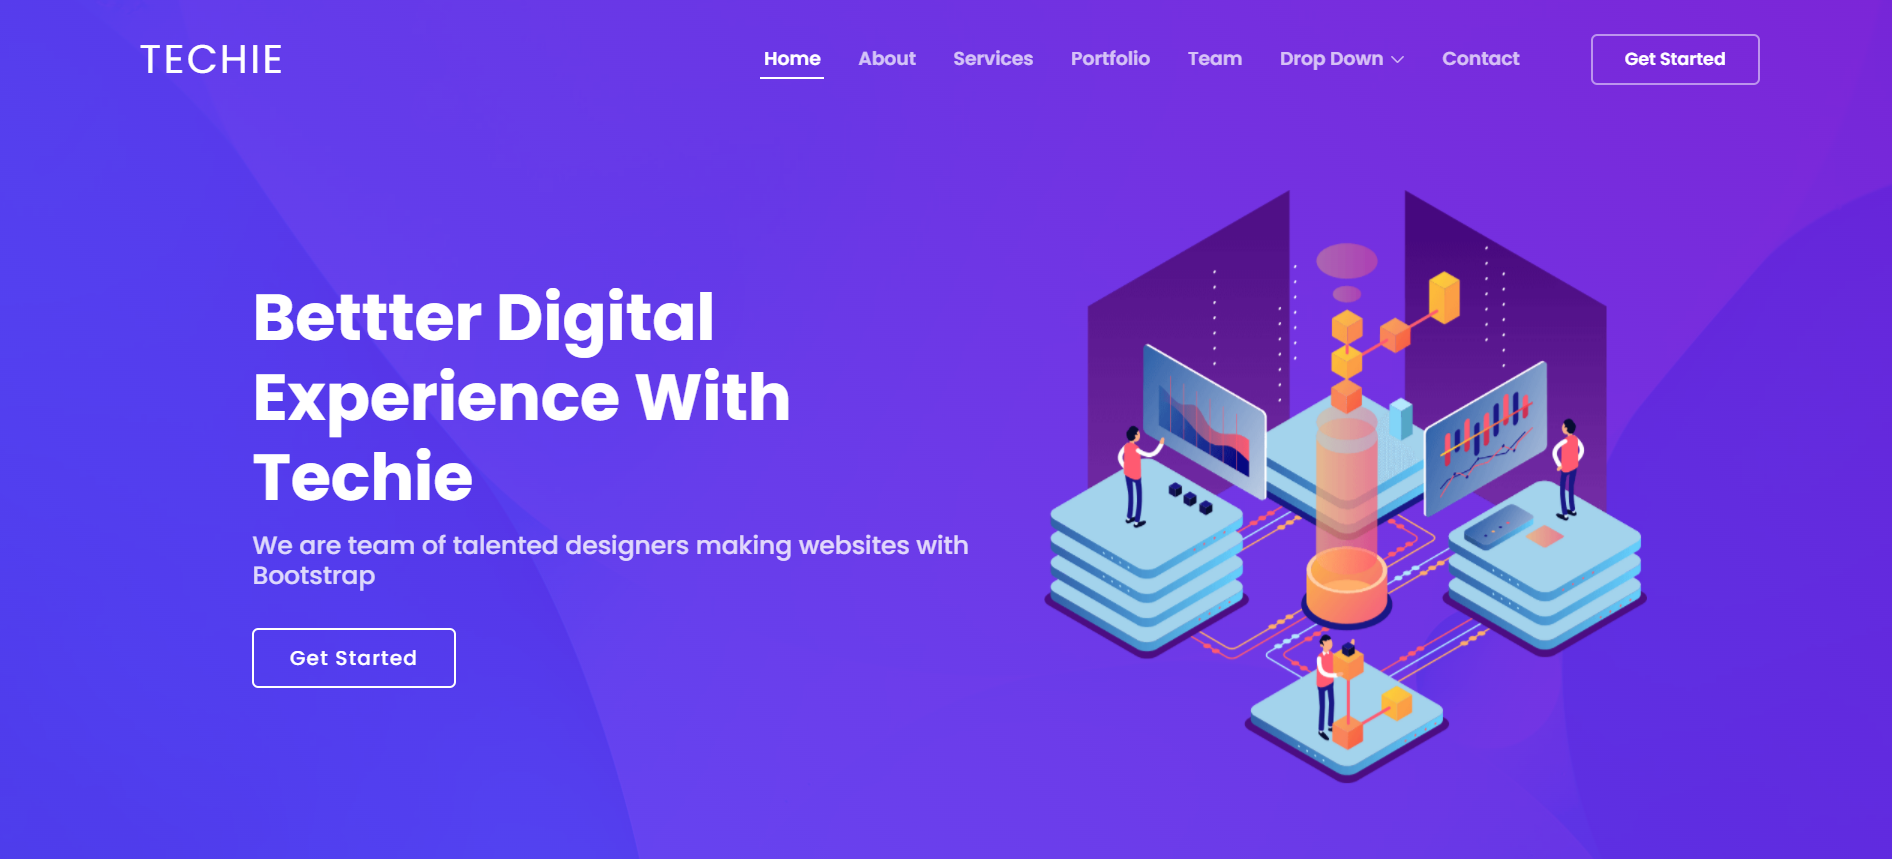 TECHIE
Home About Services Portfolio Team Drop Down Contact Get Started
Bettter Digital
Experience With
Techie
We are team of talented designers making websites with
Bootstrap
Get Started